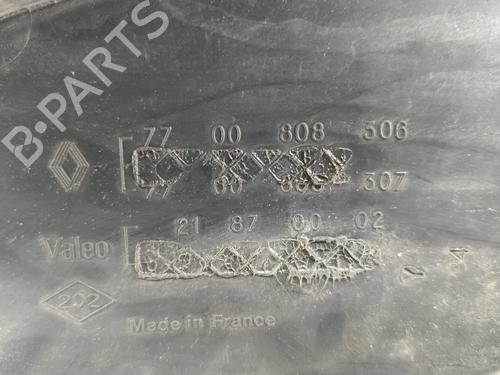 B-PARTS
77 00 808 306
307
Valeo
21 87 00 02
202
Made in France